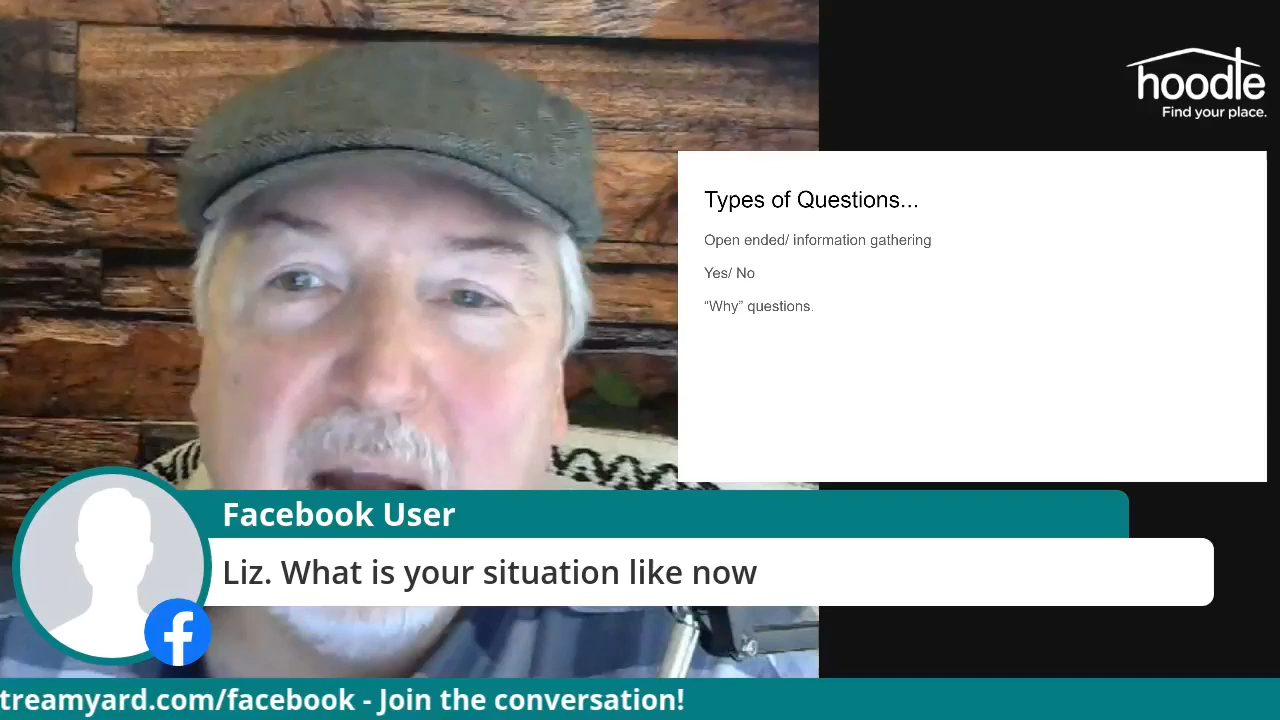 hoodle
Find your place.
Types of Questions...
Open ended/ information gathering
Yes/ No
“Why” questions.
Facebook User
Liz. What is your situation like now
treamyard.com/facebook - Join the conversation!